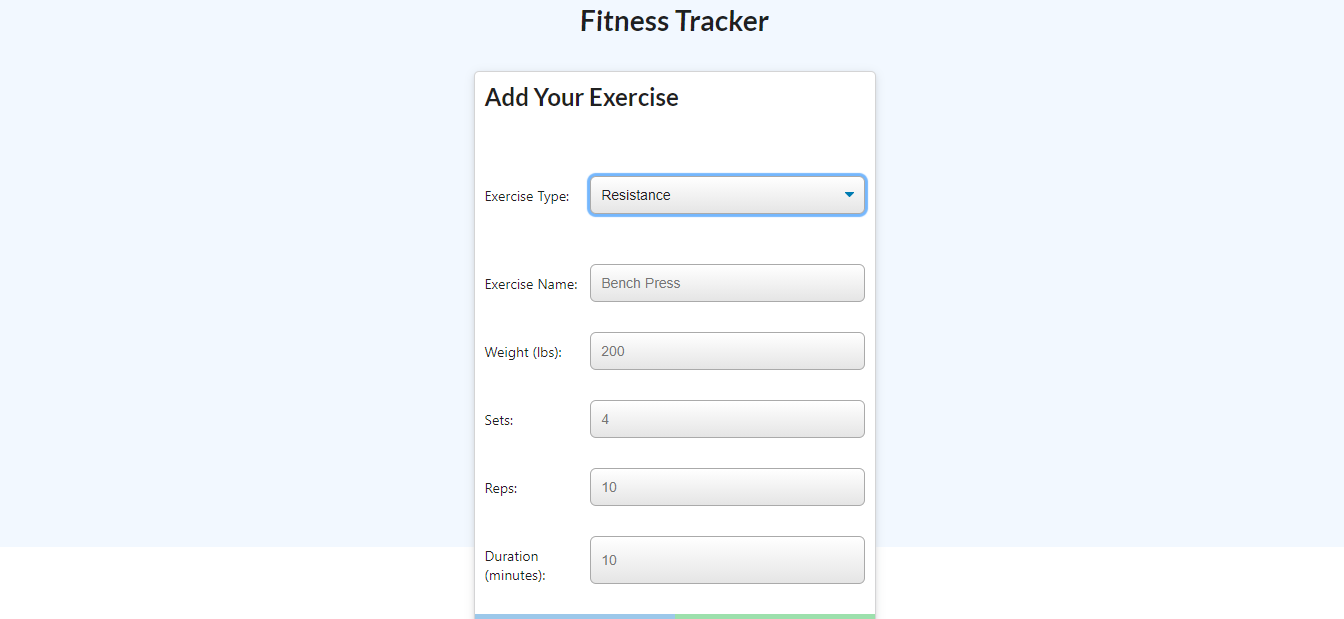 Fitness Tracker
Add Your Exercise
Exercise Type: Resistance
Exercise Name: Bench Press
Weight (lbs): 200
Sets: 4
Reps: 10
Duration
(minutes): 10